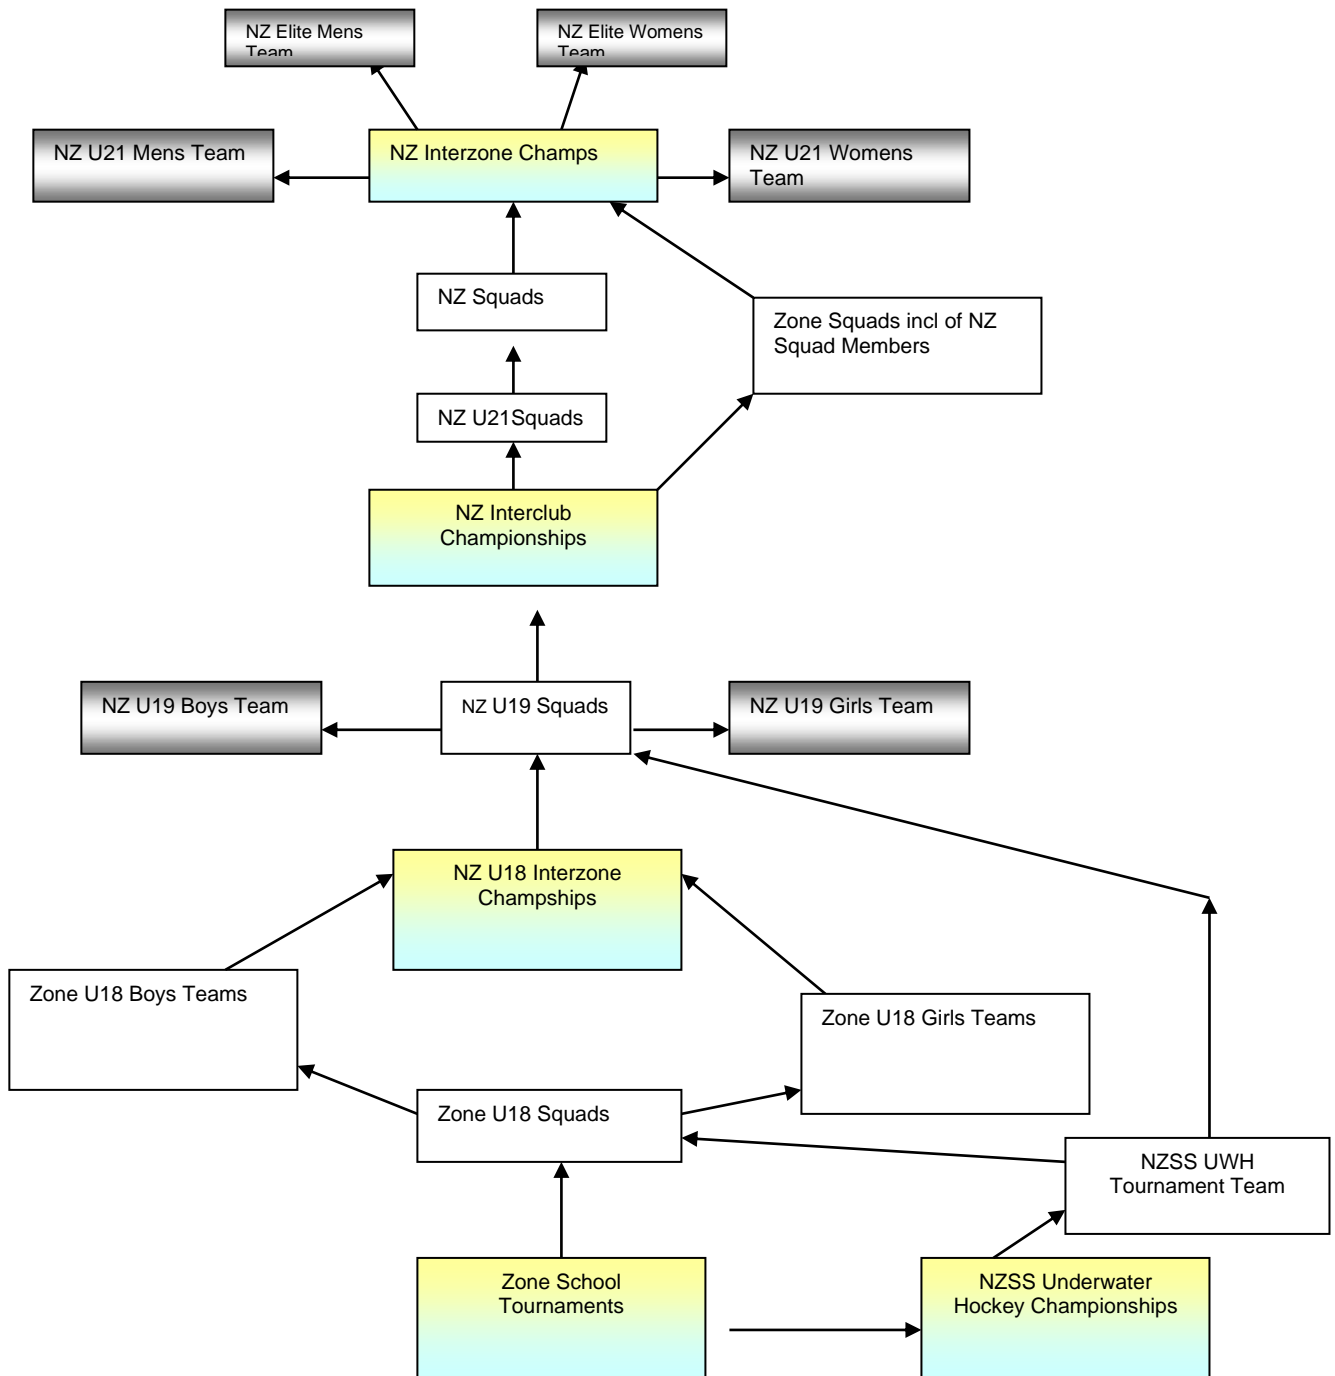 NZ Elite Mens
Team
NZ Elite Womens
Team
NZ U21 Mens Team
NZ Interzone Champs
NZ U21 Womens
Team
NZ Squads
Zone Squads incl of NZ
Squad Members
NZ U21Squads
NZ Interclub
Championships
NZ U19 Boys Team
NZ U19 Squads
NZ U19 Girls Team
NZ U18 Interzone
Champships
Zone U18 Boys Teams
Zone U18 Girls Teams
Zone U18 Squads
NZSS UWH
Tournament Team
Zone School
Tournaments
NZSS Underwater
Hockey Championships